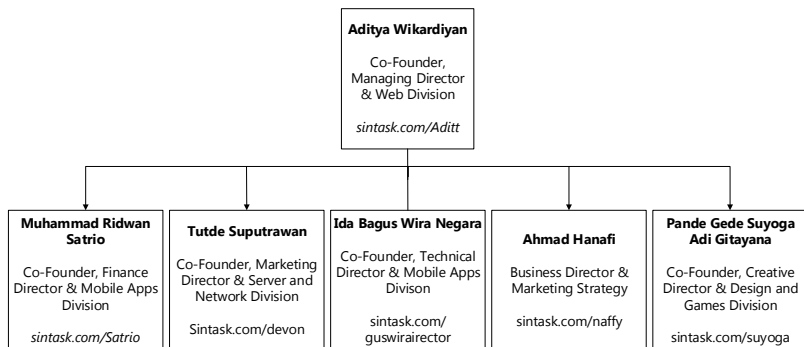 Aditya Wikardiyan
Co-Founder,
Managing Director
& Web Division
sintask.com/Aditt
Muhammad Ridwan
Satrio
Co-Founder, Finance
Director & Mobile Apps
Division
sintask.com/Satrio
Tutde Suputrawan
Co-Founder, Marketing
Director & Server and
Network Division
Sintask.com/devon
Ida Bagus Wira Negara
Co-Founder, Technical
Director & Mobile Apps
Divison
sintask.com/
guswirairector
Ahmad Hanafi
Business Director &
Marketing Strategy
sintask.com/naffy
Pande Gede Suyoga
Adi Gitayana
Co-Founder, Creative
Director & Design and
Games Division
sintask.com/suyoga